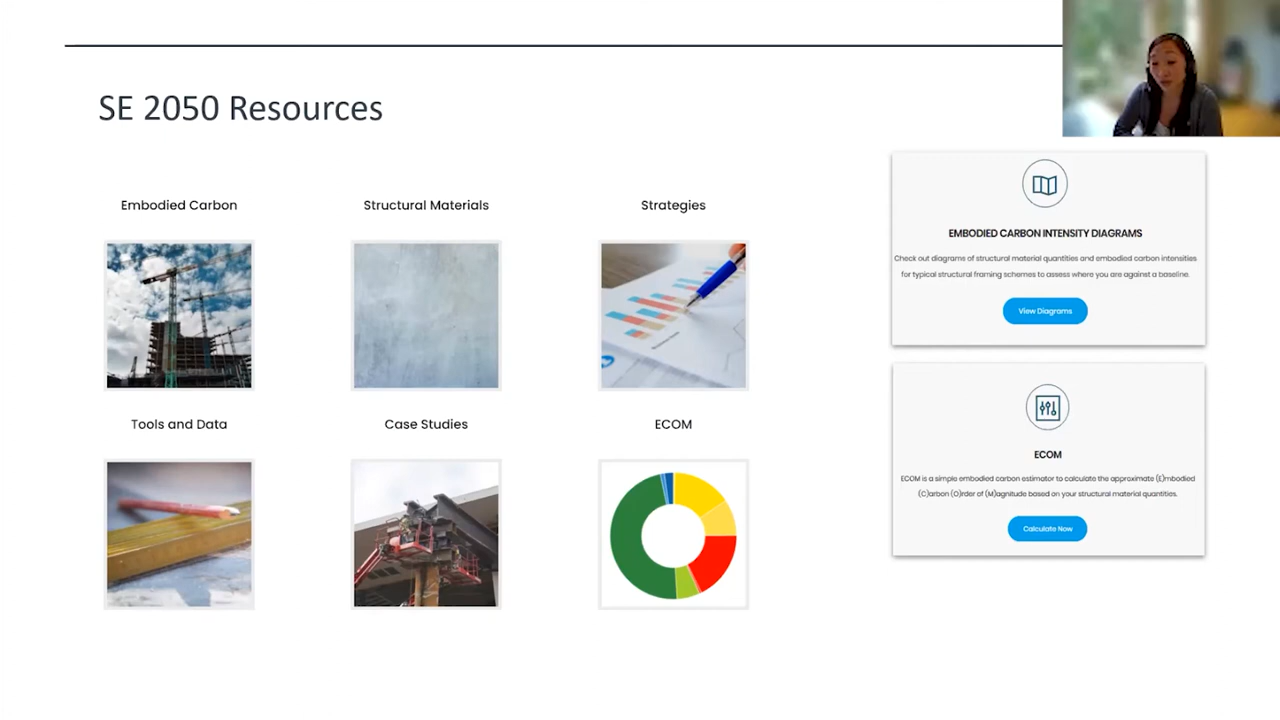 SE 2050 Resources
Embodied Carbon
Structural Materials
Strategies
Tools and Data
Case Studies
ECOM
EMBODIED CARBON INTENSITY DIAGRAMS
Check out diagrams of structural material quantities and embodied carbon intensities
for typical structural framing schemes to assess where you are against a baseline.
View Diagrams
ECOM
ECOM is a simple embodied carbon estimator to calculate the approximate (E)mbodied
(C)arbon (O)rder of (M)agnitude based on your structural material quantities.
Calculate Now